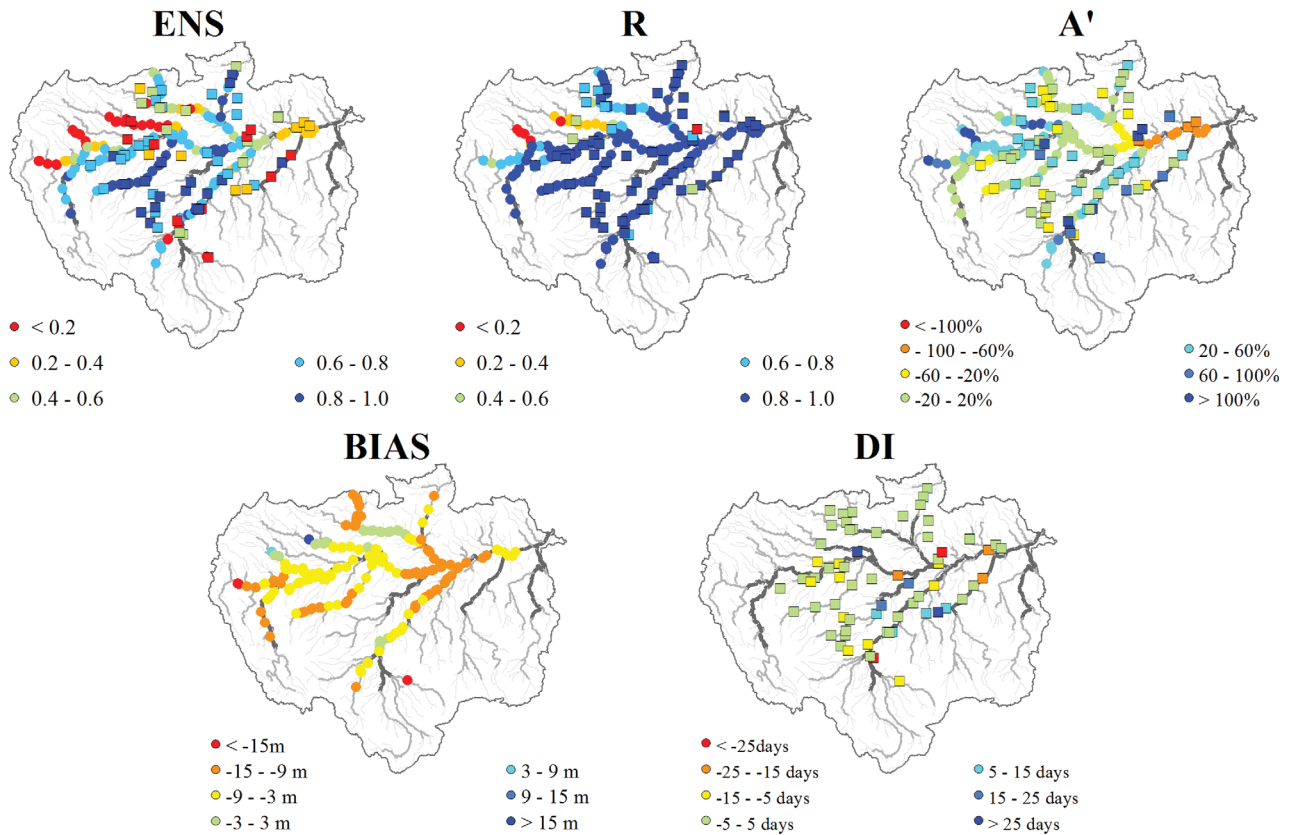 ENS
R
A'
< 0.2
0.2 - 0.4
0.4 - 0.6
0.6 - 0.8
0.8 - 1.0
< 0.2
0.2 - 0.4
0.4 - 0.6
0.6 - 0.8
0.8 - 1.0
< -100%
- 100 - -60%
-60 - -20%
-20 - 20%
20 - 60%
60 - 100%
> 100%
BIAS
DI
< -15m
-15 - -9 m
-9 - -3 m
-3 - 3 m
3 - 9 m
9 - 15 m
> 15 m
< -25days
-25 - -15 days
-15 - -5 days
-5 - 5 days
5 - 15 days
15 - 25 days
> 25 days